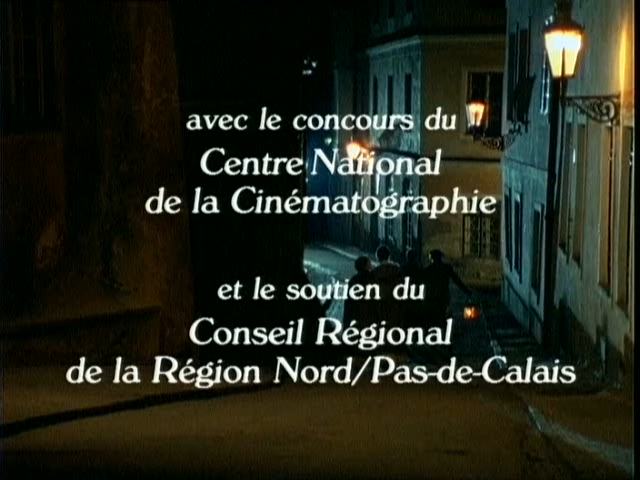 avec le concours du
Centre National
de la Cinématographie
et le soutien du
Conseil Régional
de la Région Nord/Pas-de-Calais